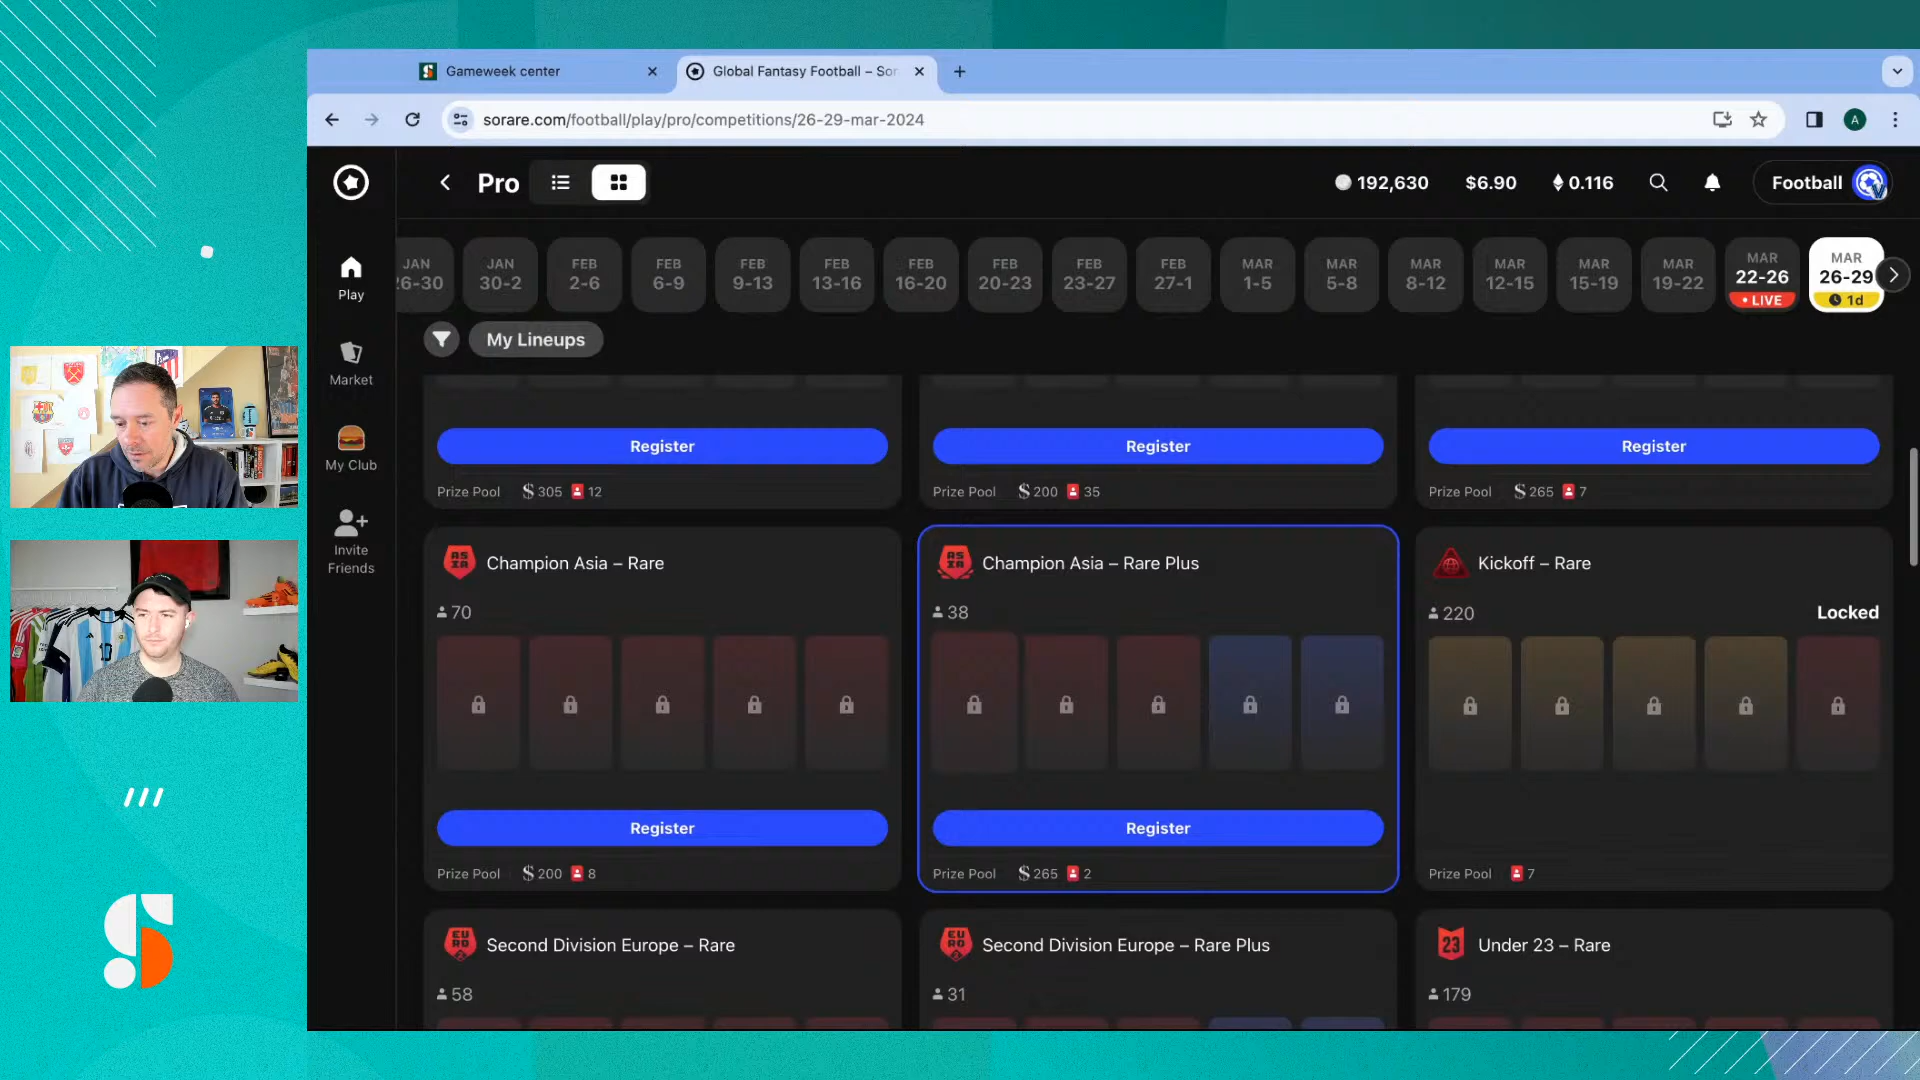 Gameweek center
Global Fantasy Football – Sor
sorare.com/football/play/pro/competitions/26-29-mar-2024
A
Pro
192,630
$6.90
0.116
Football
JAN
26-30
JAN
30-2
FEB
2-6
FEB
6-9
FEB
9-13
FEB
13-16
FEB
16-20
FEB
20-23
FEB
23-27
FEB
27-1
MAR
1-5
MAR
5-8
MAR
8-12
MAR
12-15
MAR
15-19
MAR
19-22
MAR
22-26
• LIVE
MAR
26-29
1d
Play
Market
My Club
Invite
Friends
My Lineups
Register
Register
Register
Prize Pool $ 305 12
Prize Pool $ 200 35
Prize Pool $ 265 7
ASIA
Champion Asia – Rare
70
Register
Prize Pool $ 200 8
ASIA
Champion Asia – Rare Plus
38
Register
Prize Pool $ 265 2
Kickoff – Rare
220
Locked
Prize Pool 7
EURO
Second Division Europe – Rare
58
EURO
Second Division Europe – Rare Plus
31
23
Under 23 – Rare
179
10